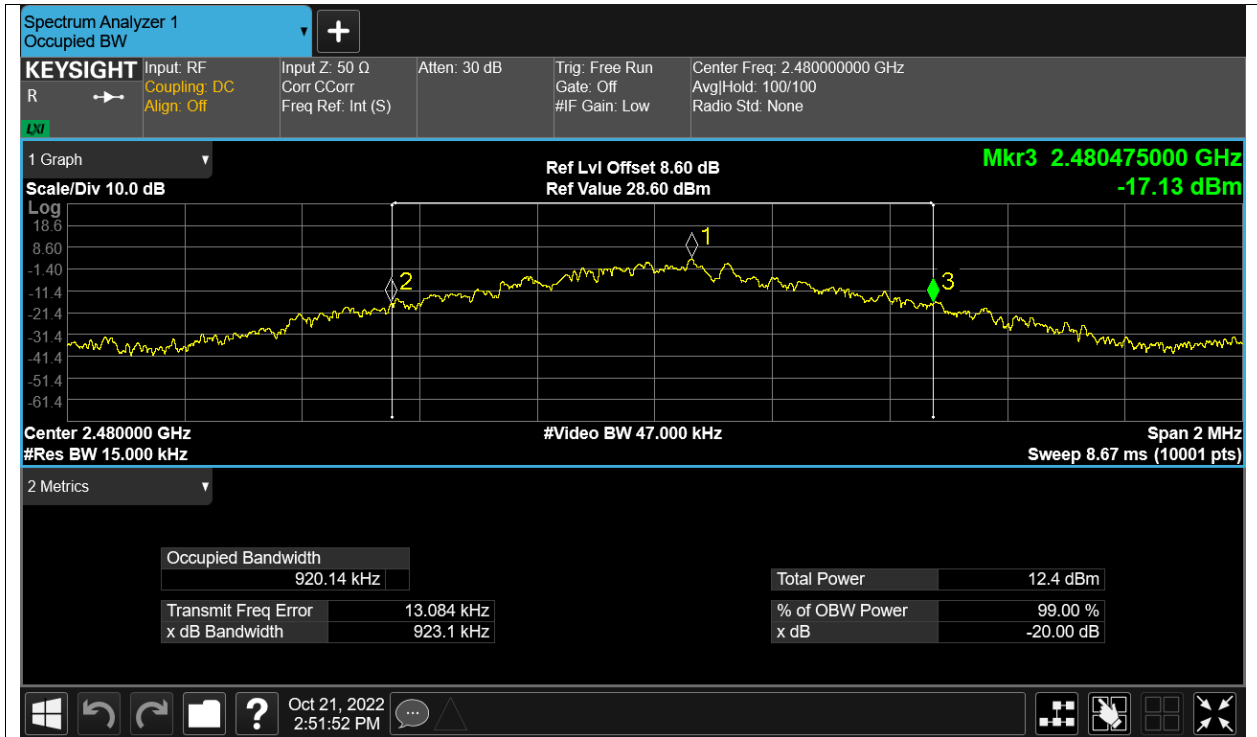 Spectrum Analyzer 1
Occupied BW
+
KEYSIGHT Input: RF Input Z: 50 Ω Atten: 30 dB Trig: Free Run Center Freq: 2.480000000 GHz
R Coupling: DC Corr CCorr Gate: Off Avg|Hold: 100/100
Align: Off Freq Ref: Int (S) #IF Gain: Low Radio Std: None
LXI
1 Graph
Ref Lvl Offset 8.60 dB Mkr3 2.480475000 GHz
Scale/Div 10.0 dB Ref Value 28.60 dBm -17.13 dBm
Log
18.6
8.60
-1.40
-11.4
-21.4
-31.4
-41.4
-51.4
-61.4
1
2
3
Center 2.480000 GHz #Video BW 47.000 kHz Span 2 MHz
#Res BW 15.000 kHz Sweep 8.67 ms (10001 pts)
2 Metrics
Occupied Bandwidth
920.14 kHz Total Power 12.4 dBm
Transmit Freq Error 13.084 kHz % of OBW Power 99.00 %
x dB Bandwidth 923.1 kHz x dB -20.00 dB
? Oct 21, 2022
2:51:52 PM